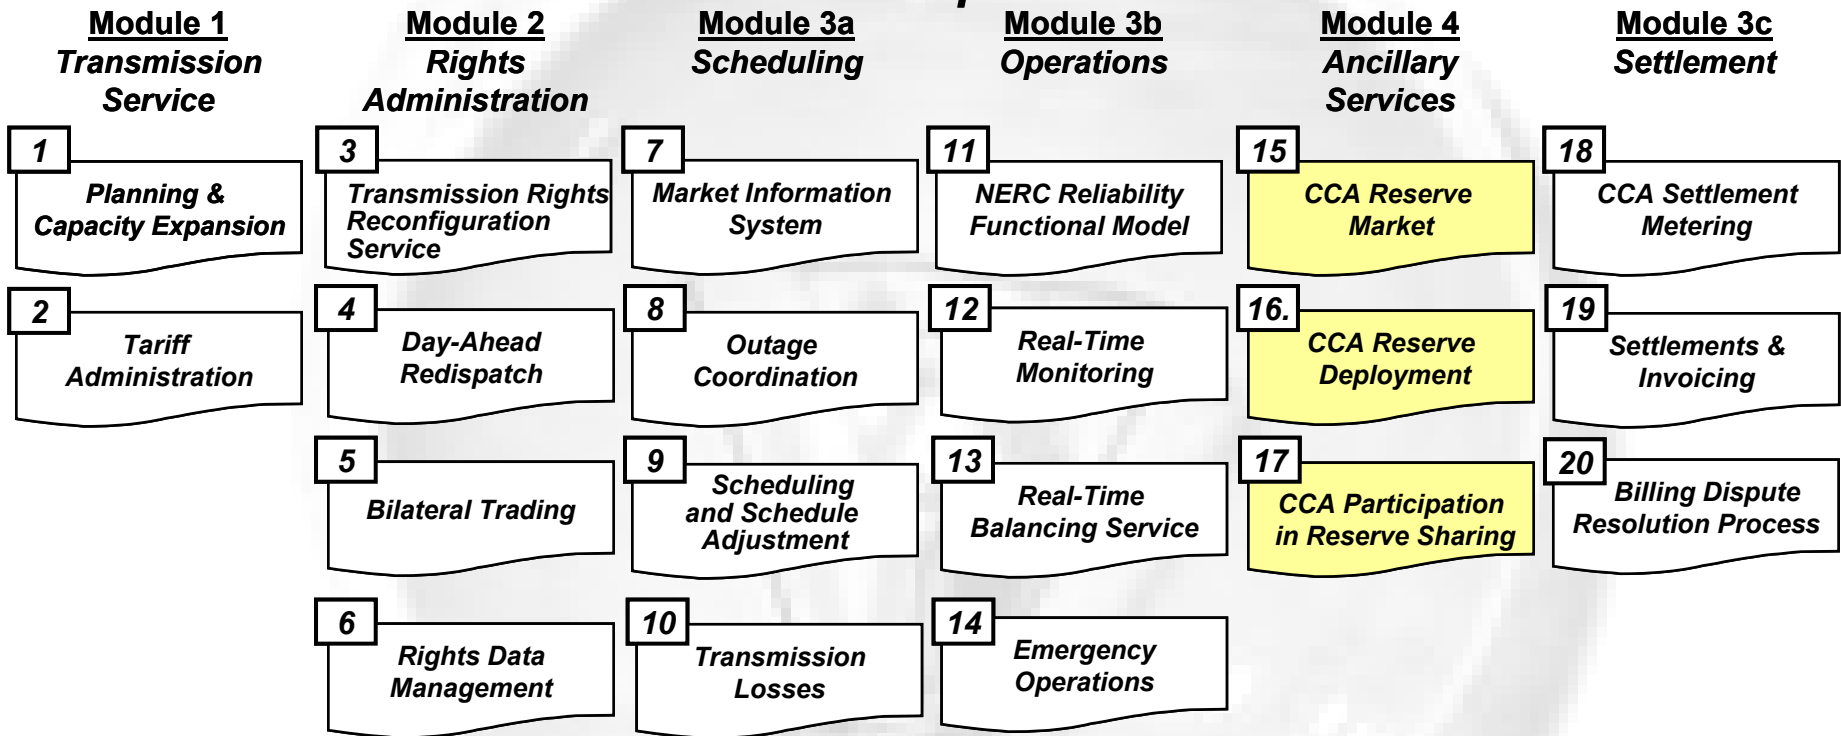 Module 1
Transmission
Service
Module 2
Rights
Administration
Module 3a
Scheduling
Module 3b
Operations
Module 4
Ancillary
Services
Module 3c
Settlement
1
Planning &
Capacity Expansion
2
Tariff
Administration
3
Transmission Rights
Reconfiguration
Service
4
Day-Ahead
Redispatch
5
Bilateral Trading
6
Rights Data
Management
7
Market Information
System
8
Outage
Coordination
9
Scheduling
and Schedule
Adjustment
10
Transmission
Losses
11
NERC Reliability
Functional Model
12
Real-Time
Monitoring
13
Real-Time
Balancing Service
14
Emergency
Operations
15
CCA Reserve
Market
16.
CCA Reserve
Deployment
17
CCA Participation
in Reserve Sharing
18
CCA Settlement
Metering
19
Settlements &
Invoicing
20
Billing Dispute
Resolution Process